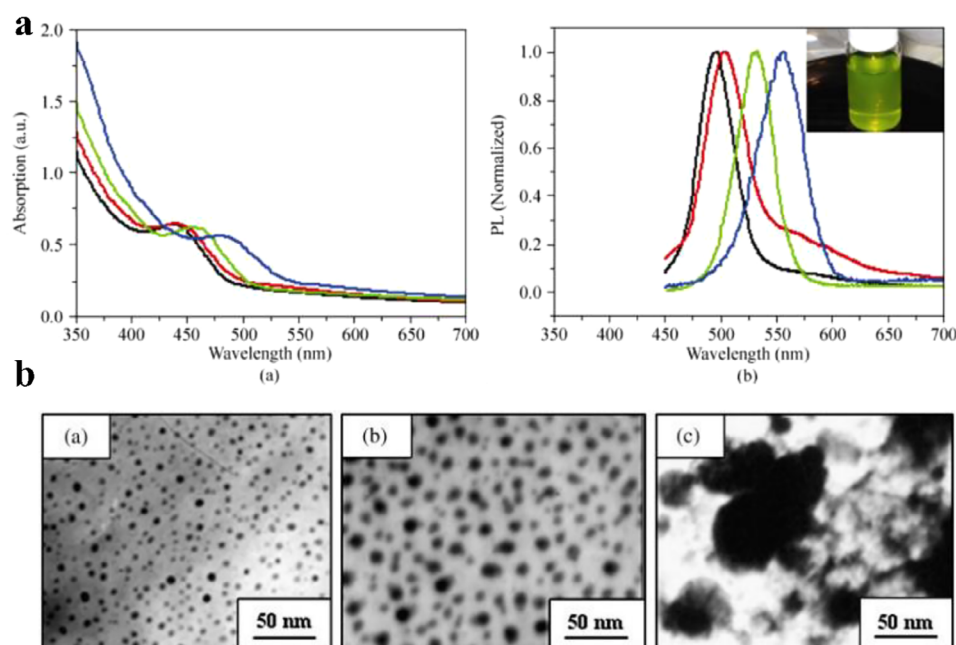 a
2.0
1.5
1.0
0.5
0.0
Absorption (a.u.)
350 400 450 500 550 600 650 700
Wavelength (nm)
(a)
1.0
0.8
0.6
0.4
0.2
0.0
PL (Normalized)
350 400 450 500 550 600 650 700
Wavelength (nm)
(b)
b
(a)
50 nm
(b)
50 nm
(c)
50 nm